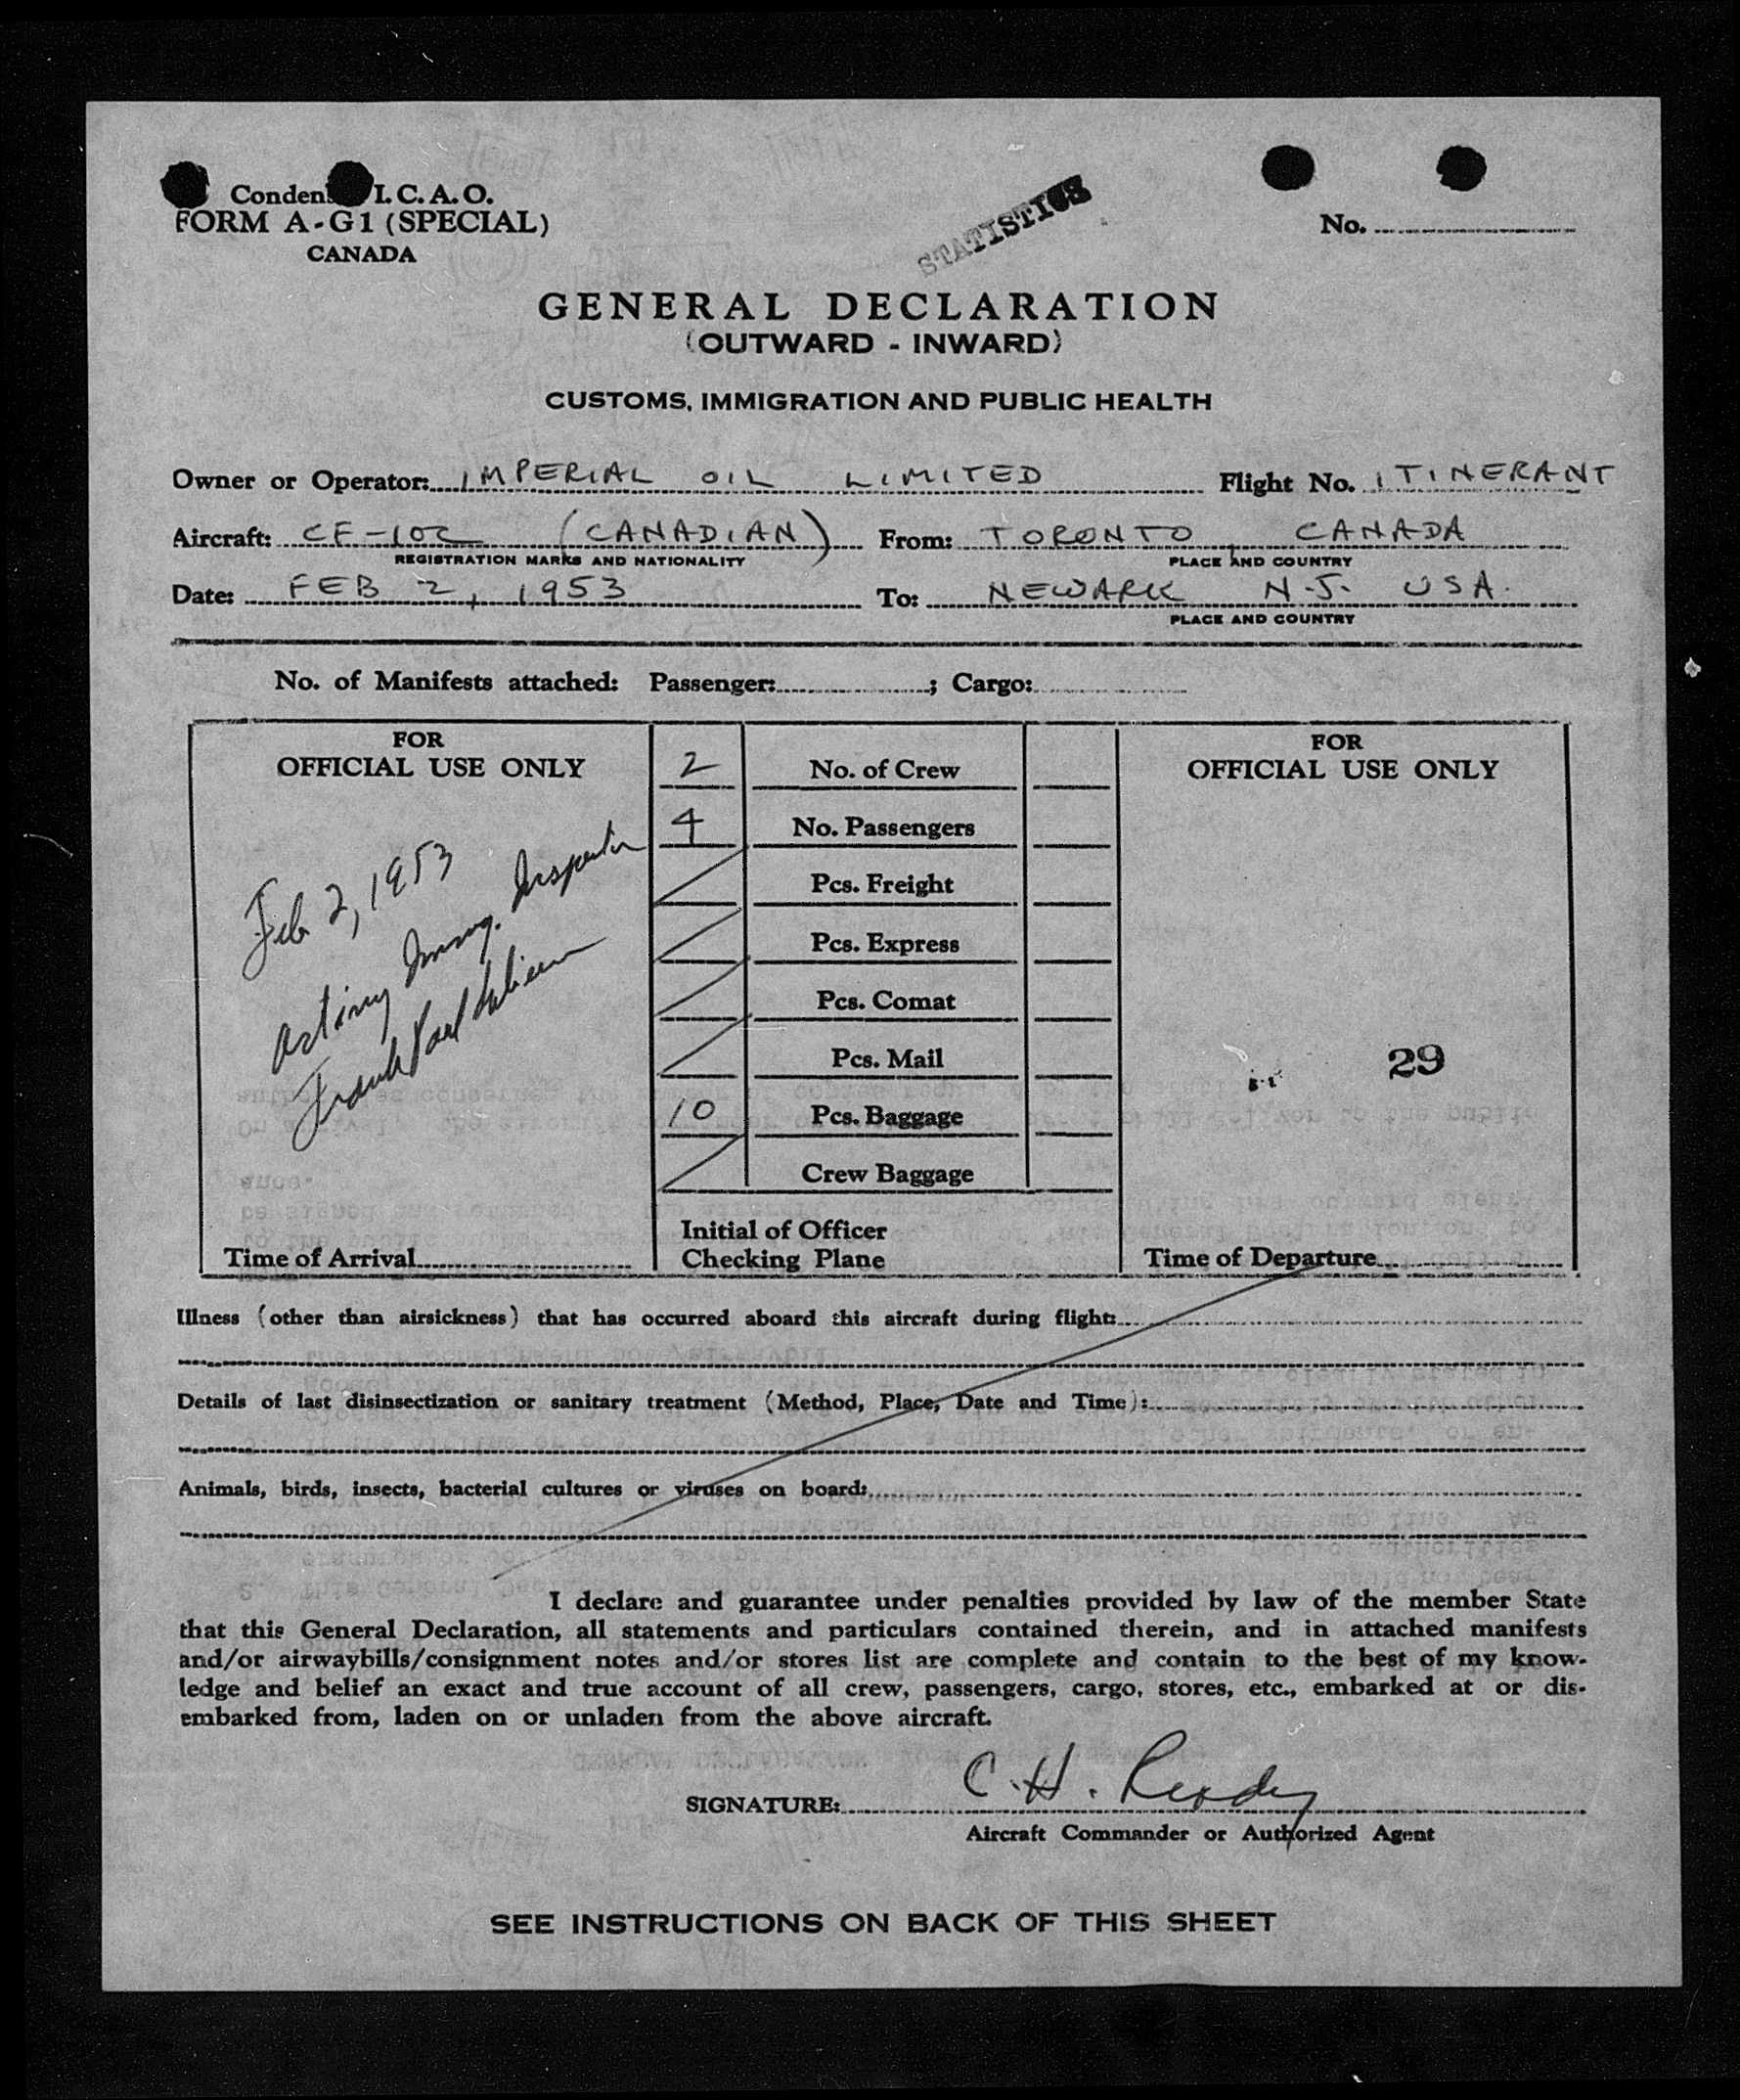 Conden I. C. A. O.
FORM A-G1 (SPECIAL)
CANADA
STATISTICS
No.
GENERAL DECLARATION
(OUTWARD - INWARD)
CUSTOMS, IMMIGRATION AND PUBLIC HEALTH
Owner or Operator: IMPERIAL OIL LIMITED Flight No. ITINERANT
Aircraft: CF-IOC (CANADIAN) From: TORONTO, CANADA
REGISTRATION MARKS AND NATIONALITY PLACE AND COUNTRY
Date: FEB 2, 1953 To: NEWARK N.J. USA.
PLACE AND COUNTRY
No. of Manifests attached: Passenger: ; Cargo:
FOR
OFFICIAL USE ONLY
Feb 2, 1953
Acting Immig. Inspector
Frank Paul
Time of Arrival
2 No. of Crew
4 No. Passengers
Pcs. Freight
Pcs. Express
Pcs. Comat
Pcs. Mail
10 Pcs. Baggage
Crew Baggage
Initial of Officer
Checking Plane
FOR
OFFICIAL USE ONLY
29
Time of Departure
Illness (other than airsickness) that has occurred aboard this aircraft during flight:
Details of last disinsectization or sanitary treatment (Method, Place, Date and Time):
Animals, birds, insects, bacterial cultures or viruses on board:
I declare and guarantee under penalties provided by law of the member State
that this General Declaration, all statements and particulars contained therein, and in attached manifests
and/or airwaybills/consignment notes and/or stores list are complete and contain to the best of my know-
ledge and belief an exact and true account of all crew, passengers, cargo, stores, etc., embarked at or dis-
embarked from, laden on or unladen from the above aircraft.
SIGNATURE: C. H.
Aircraft Commander or Authorized Agent
SEE INSTRUCTIONS ON BACK OF THIS SHEET